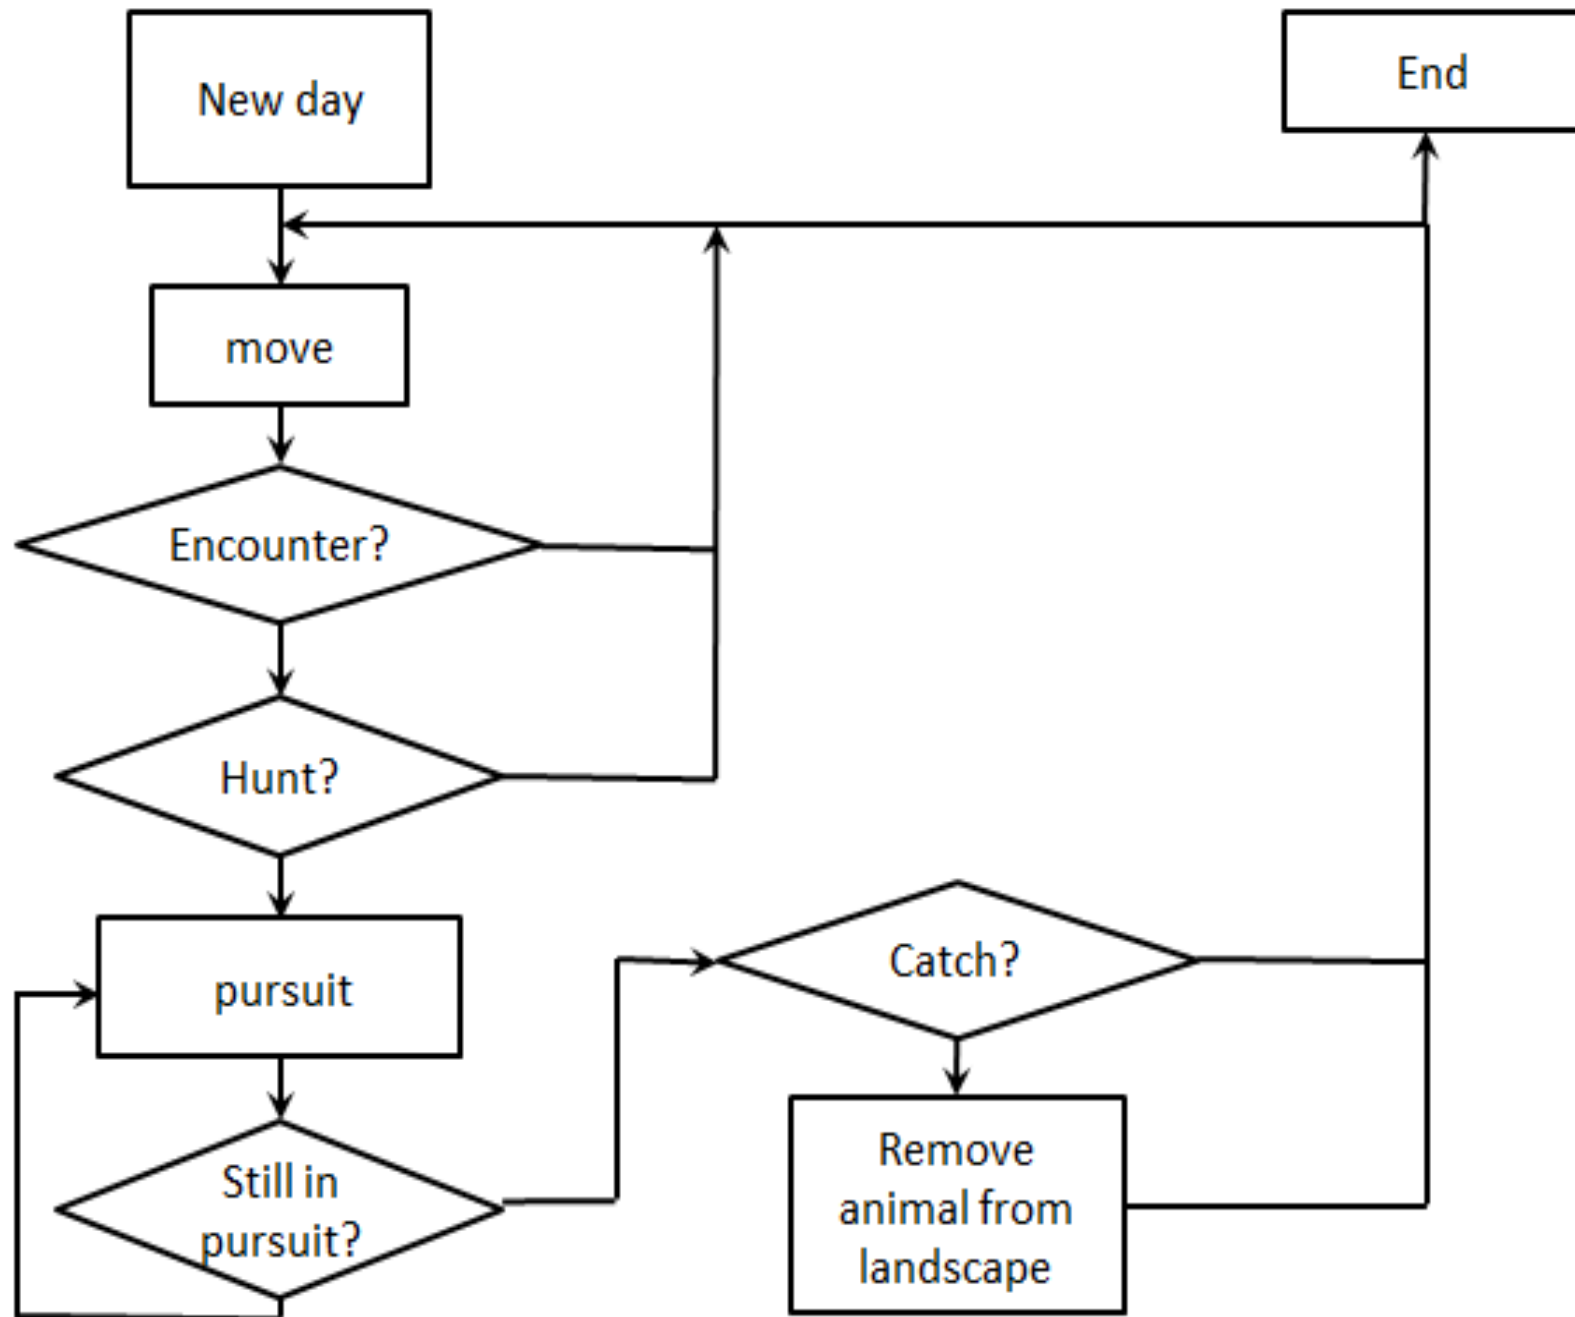 New day
End
move
Encounter?
Hunt?
pursuit
Catch?
Still in
pursuit?
Remove
animal from
landscape